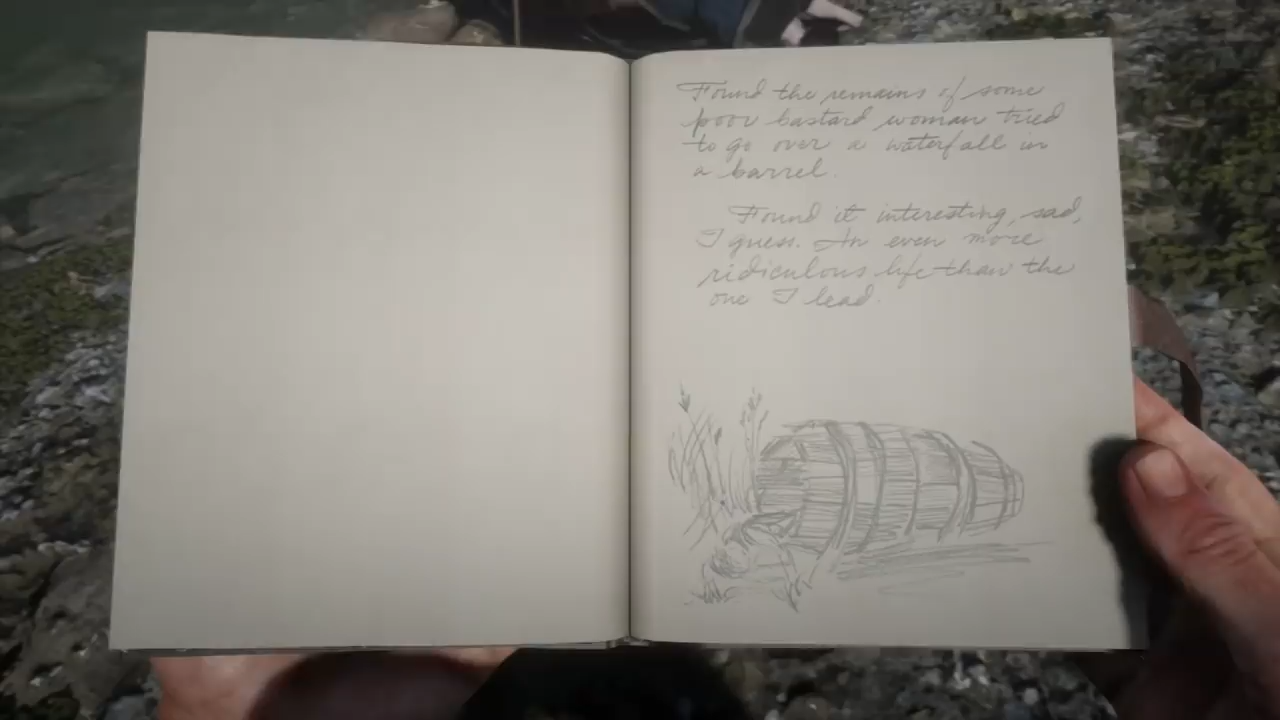 Found the remains of some
poor bastard woman tried
to go over a waterfall in
a barrel.
Found it interesting, sad,
I guess. An even more
ridiculous life than the
one I lead.